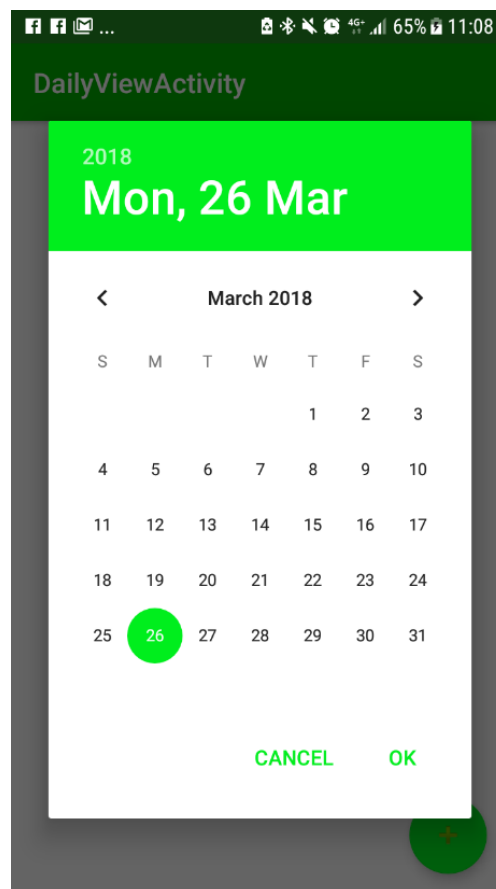 ... 4G+ 65% 11:08
DailyViewActivity
2018
Mon, 26 Mar
March 2018
S M T W T F S
1 2 3
4 5 6 7 8 9 10
11 12 13 14 15 16 17
18 19 20 21 22 23 24
25 26 27 28 29 30 31
CANCEL OK